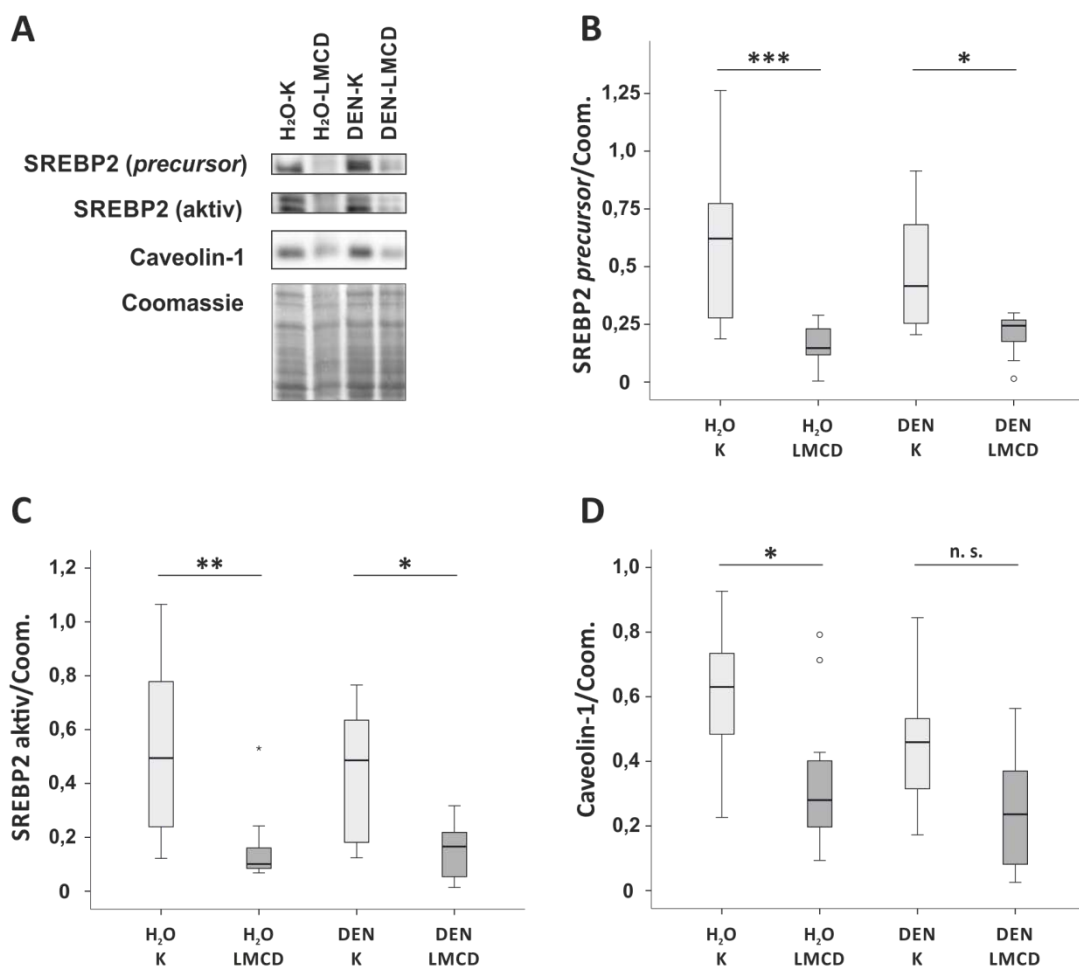 A
H₂O-K
H₂O-LMCD
DEN-K
DEN-LMCD
SREBP2 (precursor)
SREBP2 (aktiv)
Caveolin-1
Coomassie
B
SREBP2 precursor/Coom.
1,25
1,0
0,75
0,5
0,25
0
*** *
H₂O H₂O DEN DEN
K LMCD K LMCD
C
SREBP2 aktiv/Coom.
1,2
1,0
0,8
0,6
0,4
0,2
0
** *
*
H₂O H₂O DEN DEN
K LMCD K LMCD
D
Caveolin-1/Coom.
1,0
0,8
0,6
0,4
0,2
0
* n. s.
H₂O H₂O DEN DEN
K LMCD K LMCD